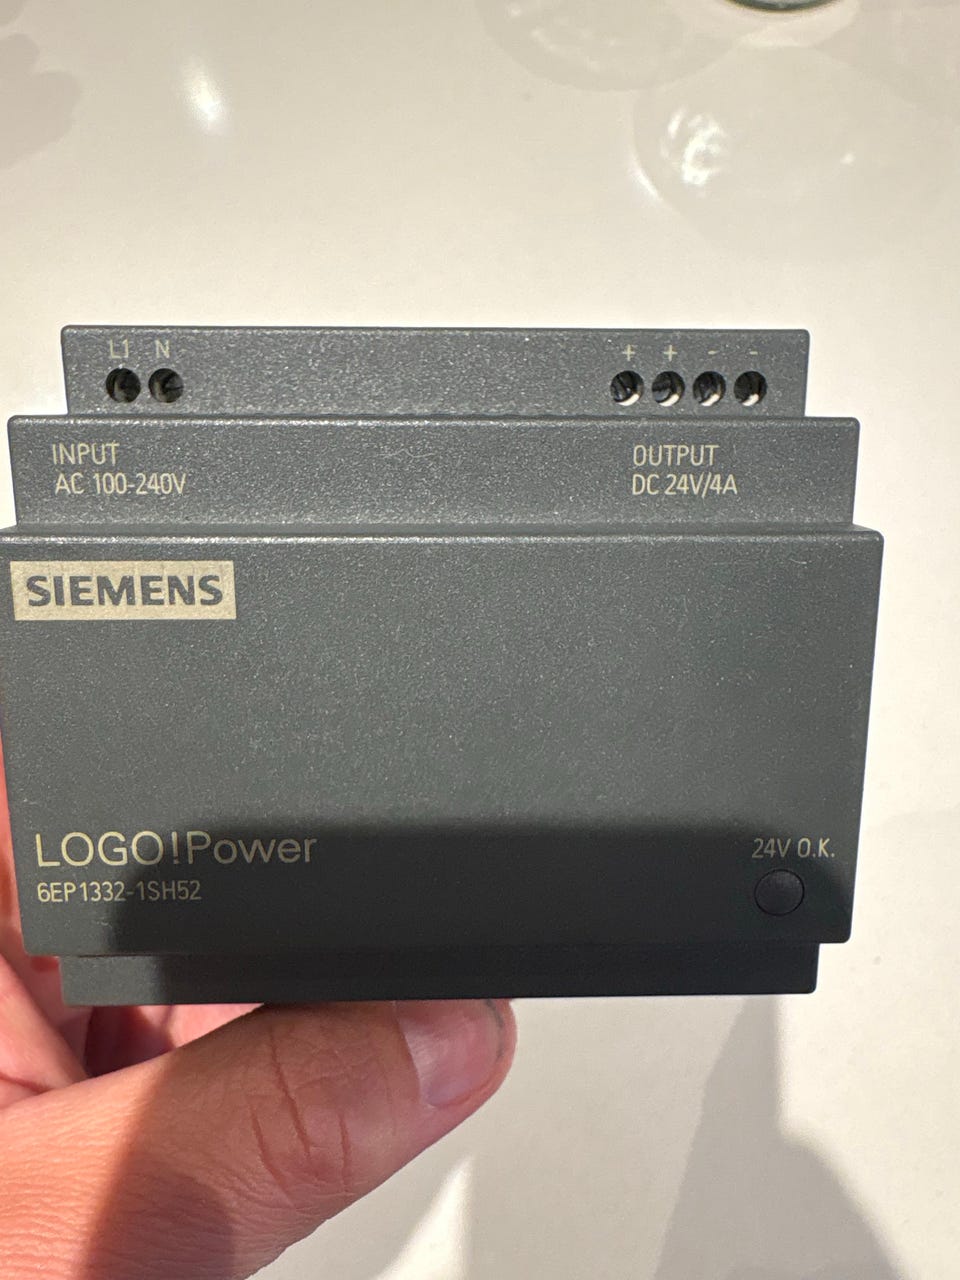 L1 N
+ + - -
INPUT
AC 100-240V
OUTPUT
DC 24V/4A
SIEMENS
LOGO!Power
6EP1332-1SH52
24V O.K.